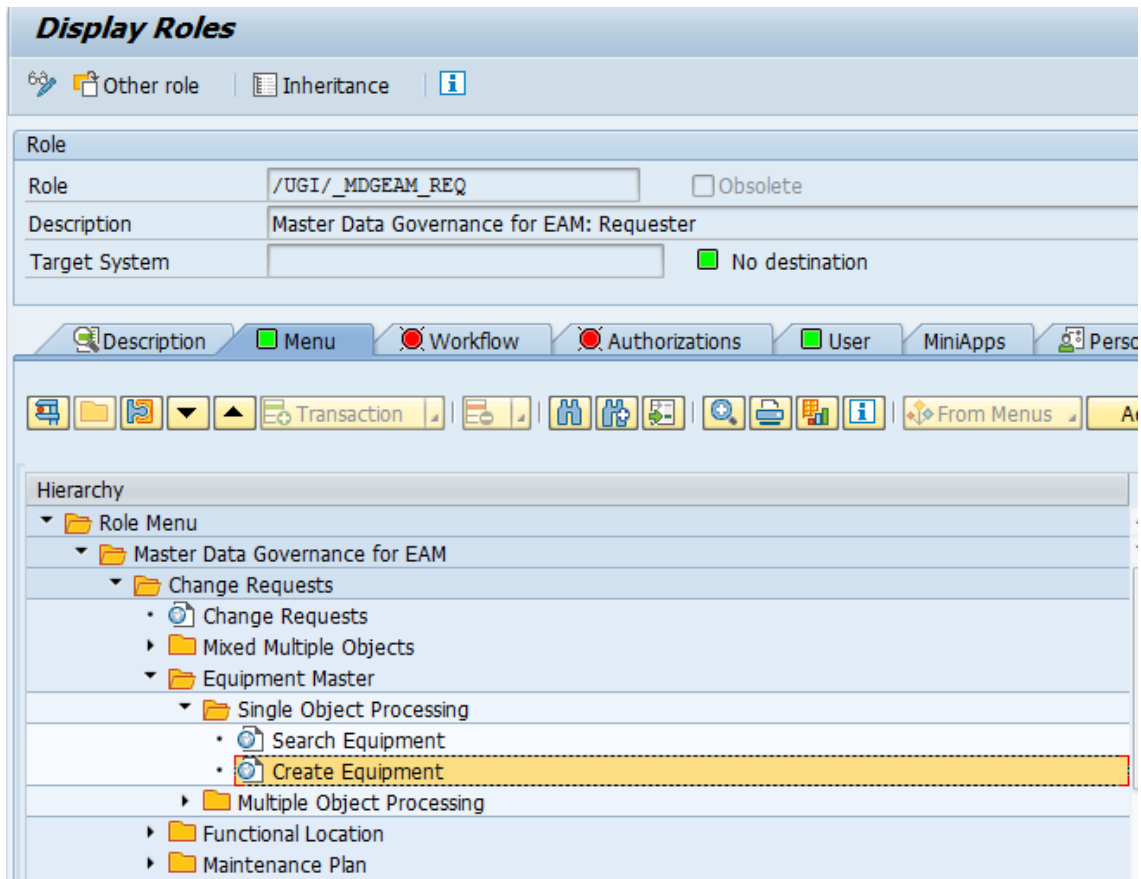 Display Roles
Other role Inheritance
Role
Role /UGI/_MDGEAM_REQ Obsolete
Description Master Data Governance for EAM: Requester
Target System No destination
Description Menu Workflow Authorizations User MiniApps Perso
Transaction From Menus
Hierarchy
Role Menu
Master Data Governance for EAM
Change Requests
Change Requests
Mixed Multiple Objects
Equipment Master
Single Object Processing
Search Equipment
Create Equipment
Multiple Object Processing
Functional Location
Maintenance Plan